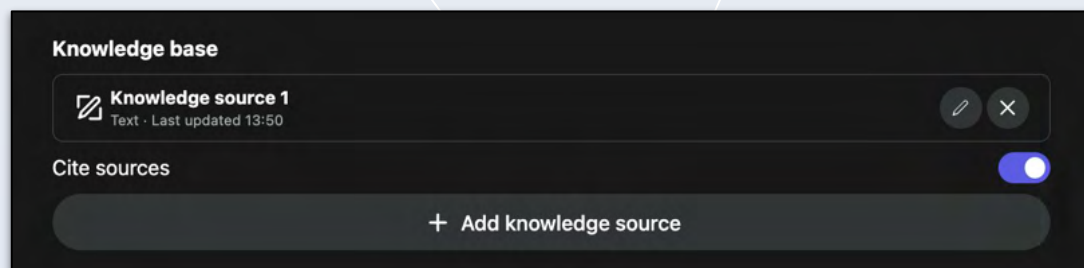 Knowledge base
Knowledge source 1
Text · Last updated 13:50
Cite sources
+ Add knowledge source